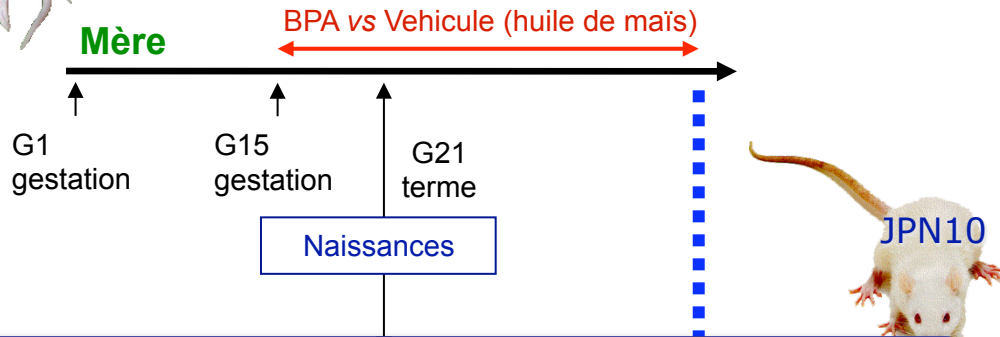 BPA vs Vehicule (huile de maïs)
Mère
G1
gestation
G15
gestation
G21
terme
Naissances
JPN10